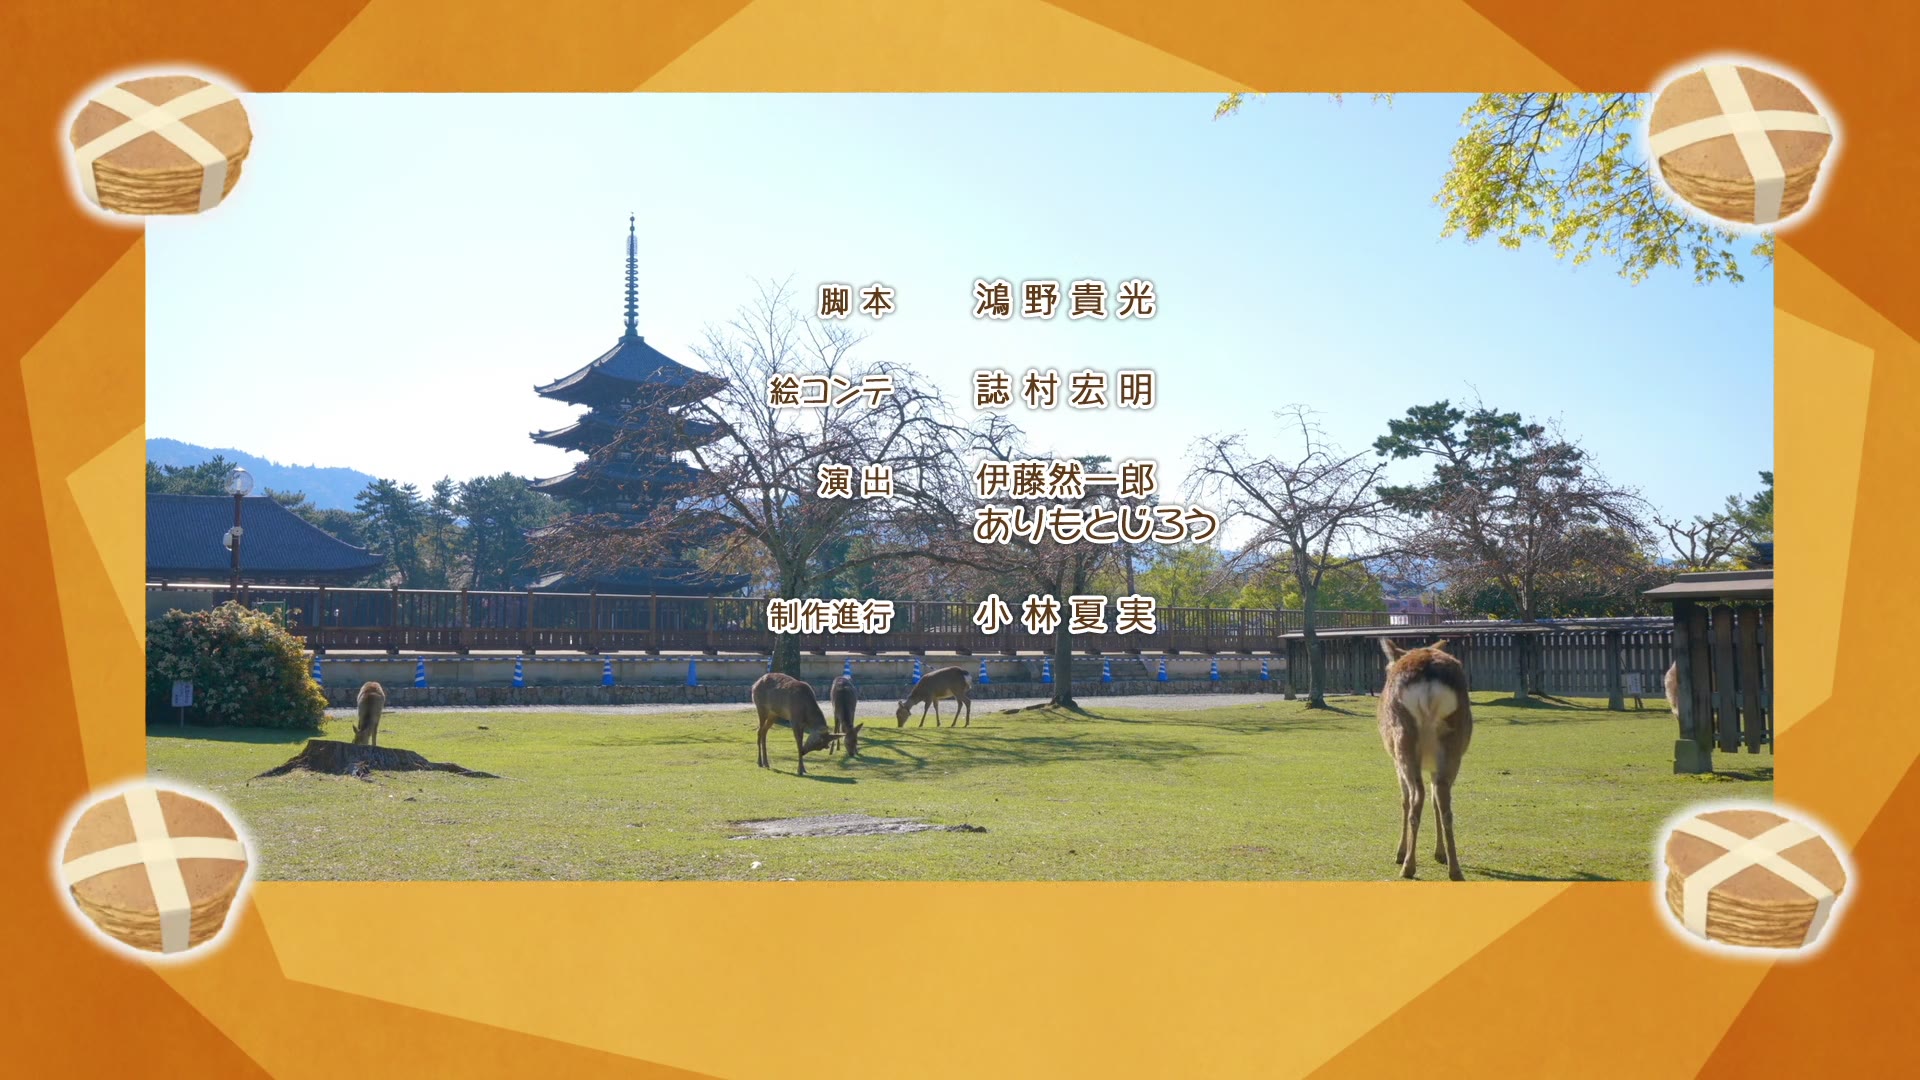 脚本 鴻野貴光
絵コンテ 誌村宏明
演出 伊藤然一郎
ありもとじろう
制作進行 小林夏実